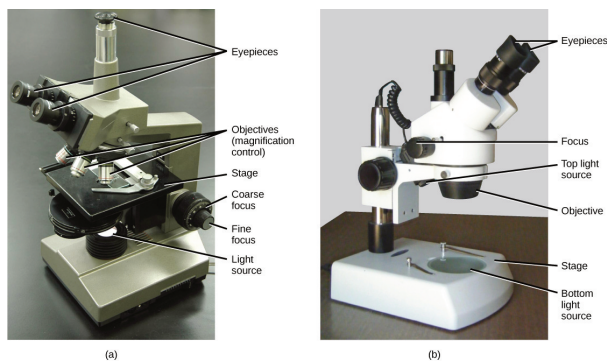 Eyepieces
Objectives
(magnification
control)
Stage
Coarse
focus
Fine
focus
Light
source
(a)
Eyepieces
Focus
Top light
source
Objective
Stage
Bottom
light
source
(b)